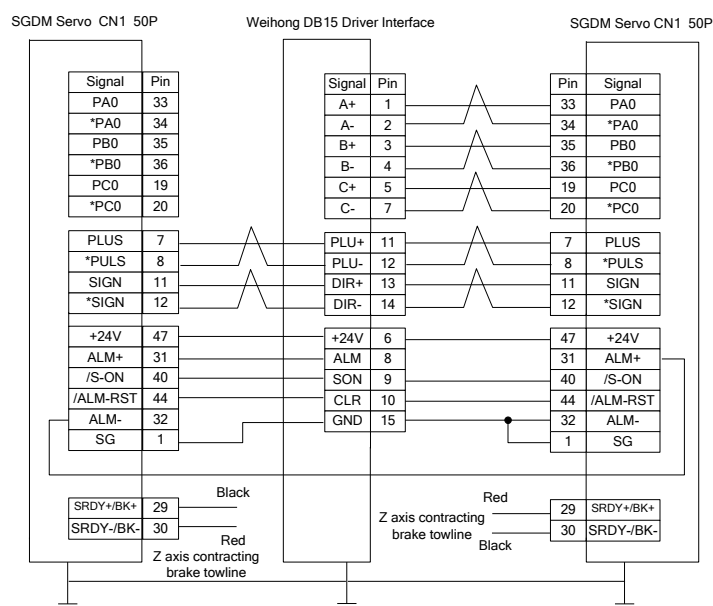 SGDM Servo CN1 50P
Weihong DB15 Driver Interface
SGDM Servo CN1 50P
Signal Pin
PA0 33
*PA0 34
PB0 35
*PB0 36
PC0 19
*PC0 20
PLUS 7
*PULS 8
SIGN 11
*SIGN 12
+24V 47
ALM+ 31
/S-ON 40
/ALM-RST 44
ALM- 32
SG 1
SRDY+/BK+ 29
SRDY-/BK- 30
Black
Red
Z axis contracting
brake towline
Signal Pin
A+ 1
A- 2
B+ 3
B- 4
C+ 5
C- 7
PLU+ 11
PLU- 12
DIR+ 13
DIR- 14
+24V 6
ALM 8
SON 9
CLR 10
GND 15
Pin Signal
33 PA0
34 *PA0
35 PB0
36 *PB0
19 PC0
20 *PC0
7 PLUS
8 *PULS
11 SIGN
12 *SIGN
47 +24V
31 ALM+
40 /S-ON
44 /ALM-RST
32 ALM-
1 SG
Red
Z axis contracting
brake towline
Black
29 SRDY+/BK+
30 SRDY-/BK-